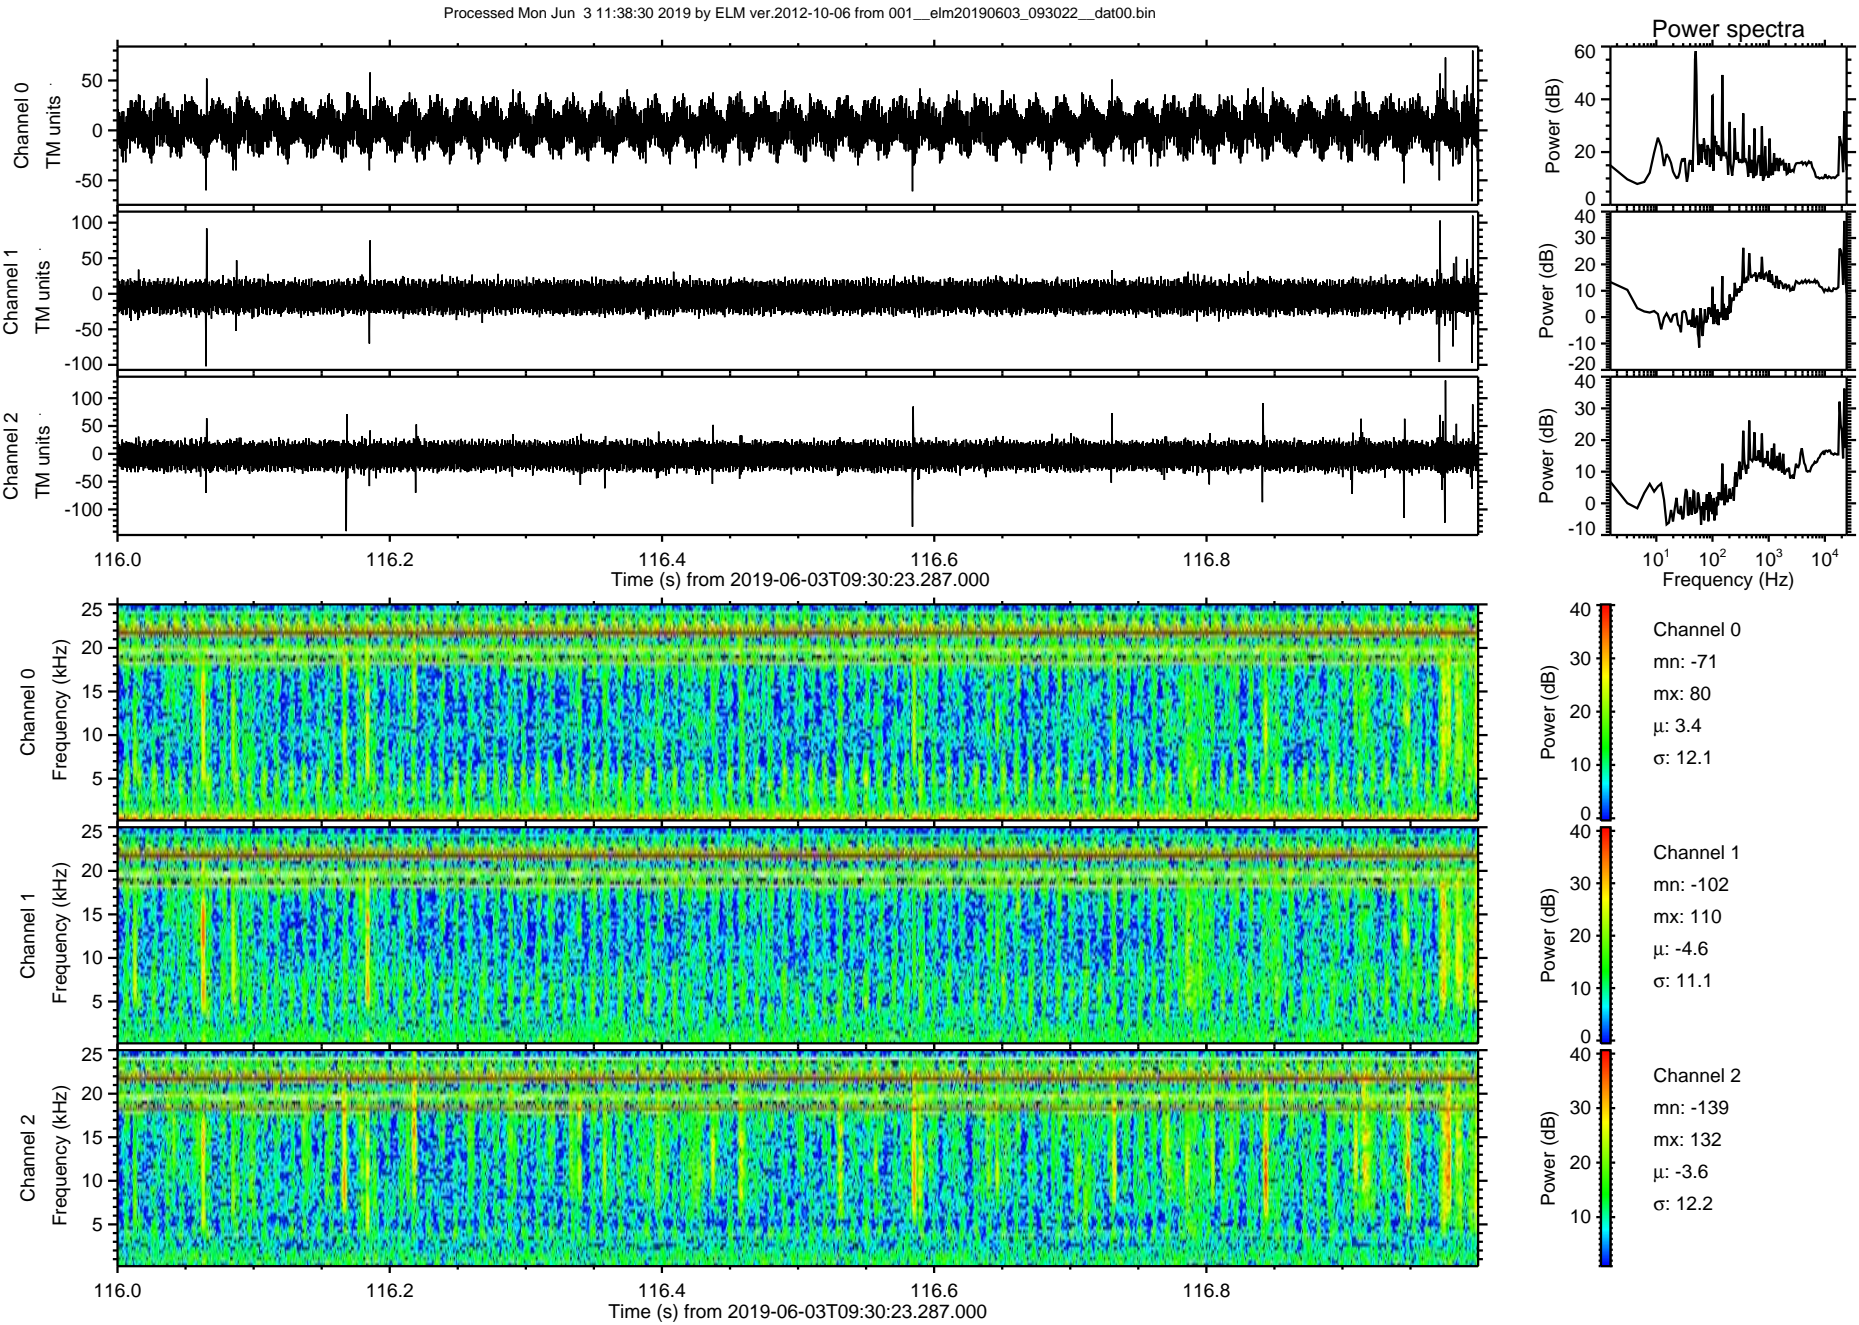 Processed Mon Jun  3 11:38:30 2019 by ELM ver.2012-10-06 from 001__elm20190603_093022__dat00.bin
Power spectra
Channel 0
TM units
50
0
-50
Power (dB)
60
40
20
0
Channel 1
TM units
100
50
0
-50
-100
Power (dB)
40
30
20
10
0
-10
-20
Channel 2
TM units
100
50
0
-50
-100
Power (dB)
40
30
20
10
0
-10
116.0 116.2 116.4 116.6 116.8
Time (s) from 2019-06-03T09:30:23.287.000
10¹ 10² 10³ 10⁴
Frequency (Hz)
Channel 0
Frequency (kHz)
25
20
15
10
5
Power (dB)
40
30
20
10
0
Channel 0
mn: -71
mx: 80
μ: 3.4
σ: 12.1
Channel 1
Frequency (kHz)
25
20
15
10
5
Power (dB)
40
30
20
10
0
Channel 1
mn: -102
mx: 110
μ: -4.6
σ: 11.1
Channel 2
Frequency (kHz)
25
20
15
10
5
Power (dB)
40
30
20
10
Channel 2
mn: -139
mx: 132
μ: -3.6
σ: 12.2
116.0 116.2 116.4 116.6 116.8
Time (s) from 2019-06-03T09:30:23.287.000